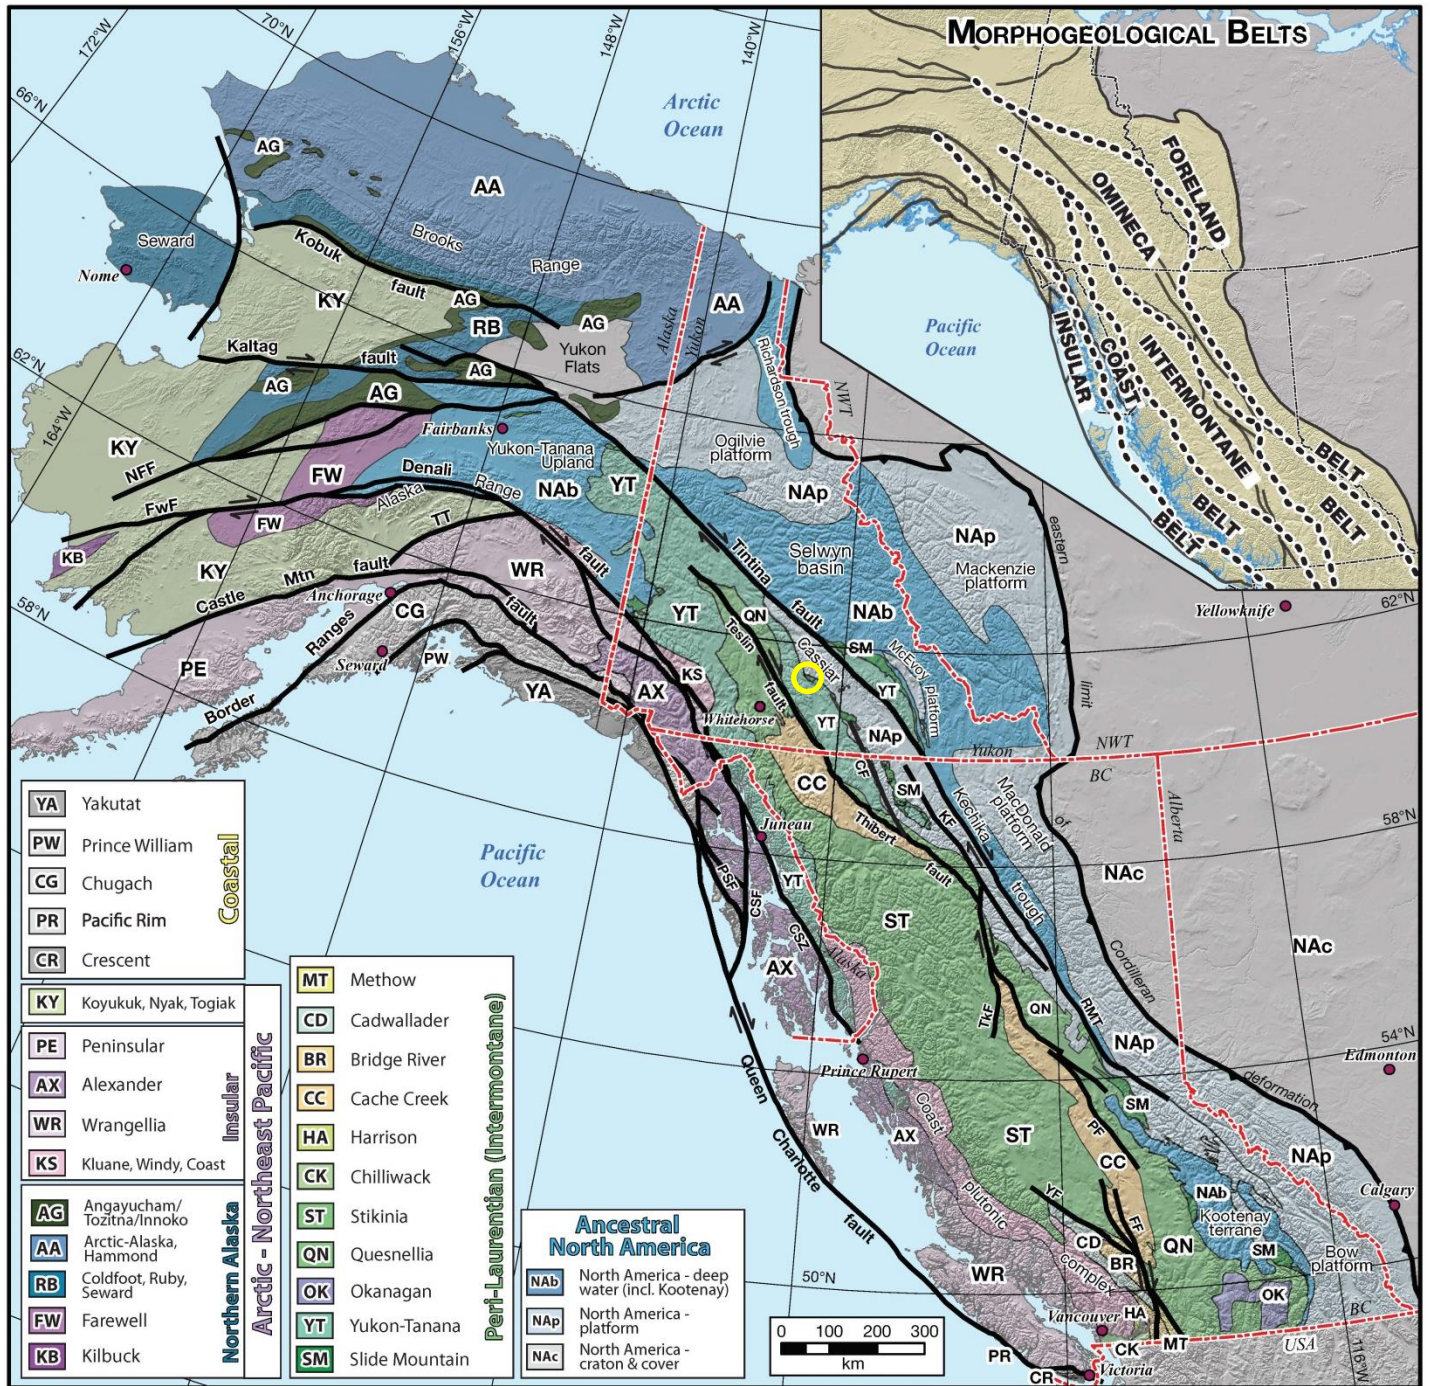 172°W
70°N
156°W
148°W
140°W
66°N
62°N
164°W
58°N
MORPHOGEOLOGICAL BELTS
FORELAND
BELT
OMINECA
BELT
INTERMONTANE
BELT
COAST
BELT
INSULAR
BELT
Pacific
Ocean
Arctic
Ocean
AG
AA
Seward
Nome
Kobuk
fault
Brooks
Range
KY
AG
RB
AG
Yukon
Flats
Alaska
Yukon
AA
Richardson trough
NWT
Kaltag
fault
AG
AG
AG
KY
NFF
FW
Fairbanks
Yukon-Tanana
Upland
YT
Ogilvie
platform
NAp
Denali
fault
Alaska
Range
NAb
FwF
FW
TT
KB
KY
WR
Tintina
fault
Selwyn
basin
NAb
NAp
Mackenzie
platform
eastern
limit
of
Cordilleran
deformation
Yellowknife
62°N
Castle
Mtn
fault
Anchorage
CG
Border
Ranges
fault
Seward
PW
PE
YA
AX
KS
YT
QN
Teslin
fault
Cassiar
SM
McEvoy
platform
YT
Whitehorse
YT
NAp
Yukon
NWT
BC
CC
CF
SM
KF
Kechika
trough
MacDonald
platform
Alberta
58°N
Juneau
Thibert
fault
NAc
NAc
Pacific
Ocean
PSF
CSF
YT
CSZ
ST
AX
Alaska
TkF
QN
RMT
NAp
54°N
Edmonton
Prince Rupert
Queen
Charlotte
fault
WR
AX
Coast
plutonic
complex
ST
SM
PF
CC
NAb
Kootenay
terrane
SM
NAp
Calgary
YF
FF
CD
BR
QN
OK
Bow
platform
WR
50°N
HA
Vancouver
MT
CK
BC
USA
116°W
PR
Victoria
CR
YA Yakutat
PW Prince William
CG Chugach
PR Pacific Rim
CR Crescent
Coastal
KY Koyukuk, Nyak, Togiak
PE Peninsular
AX Alexander
WR Wrangellia
KS Kluane, Windy, Coast
Insular
AG Angayucham/
Tozitna/Innoko
AA Arctic-Alaska,
Hammond
RB Coldfoot, Ruby,
Seward
FW Farewell
KB Kilbuck
Northern Alaska
Arctic - Northeast Pacific
MT Methow
CD Cadwallader
BR Bridge River
CC Cache Creek
HA Harrison
CK Chilliwack
ST Stikinia
QN Quesnellia
OK Okanagan
YT Yukon-Tanana
SM Slide Mountain
Peri-Laurentian (Intermontane)
Ancestral
North America
NAb North America - deep
water (incl. Kootenay)
NAp North America -
platform
NAc North America -
craton & cover
0 100 200 300
km